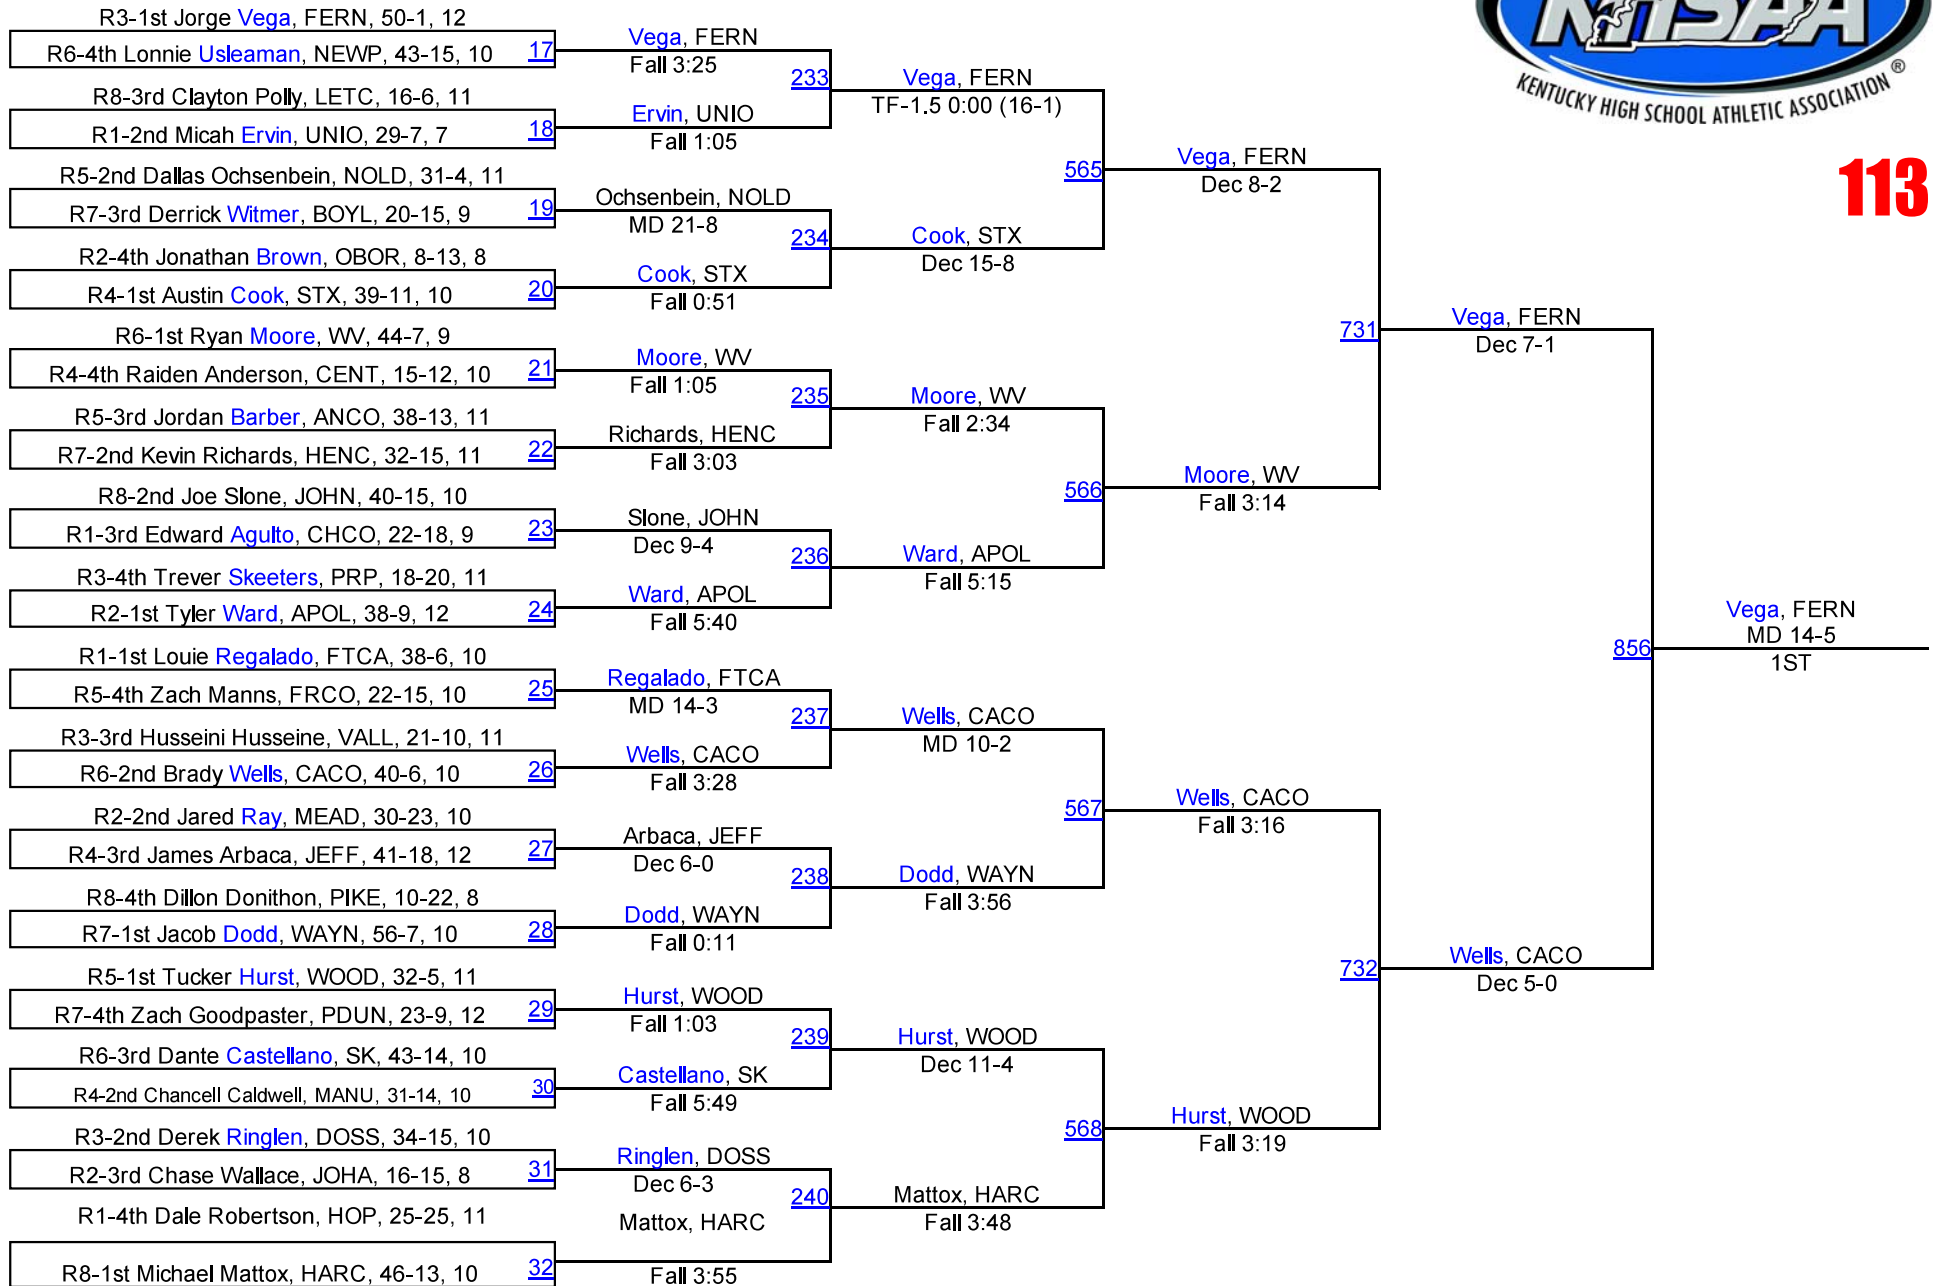 KHSAA
KENTUCKY HIGH SCHOOL ATHLETIC ASSOCIATION ®
113
R3-1st Jorge Vega, FERN, 50-1, 12
R6-4th Lonnie Usleaman, NEWP, 43-15, 10
17
R8-3rd Clayton Polly, LETC, 16-6, 11
R1-2nd Micah Ervin, UNIO, 29-7, 7
18
R5-2nd Dallas Ochsenbein, NOLD, 31-4, 11
R7-3rd Derrick Witmer, BOYL, 20-15, 9
19
R2-4th Jonathan Brown, OBOR, 8-13, 8
R4-1st Austin Cook, STX, 39-11, 10
20
R6-1st Ryan Moore, WV, 44-7, 9
R4-4th Raiden Anderson, CENT, 15-12, 10
21
R5-3rd Jordan Barber, ANCO, 38-13, 11
R7-2nd Kevin Richards, HENC, 32-15, 11
22
R8-2nd Joe Slone, JOHN, 40-15, 10
R1-3rd Edward Agulto, CHCO, 22-18, 9
23
R3-4th Trever Skeeters, PRP, 18-20, 11
R2-1st Tyler Ward, APOL, 38-9, 12
24
R1-1st Louie Regalado, FTCA, 38-6, 10
R5-4th Zach Manns, FRCO, 22-15, 10
25
R3-3rd Husseini Husseine, VALL, 21-10, 11
R6-2nd Brady Wells, CACO, 40-6, 10
26
R2-2nd Jared Ray, MEAD, 30-23, 10
R4-3rd James Arbaca, JEFF, 41-18, 12
27
R8-4th Dillon Donithon, PIKE, 10-22, 8
R7-1st Jacob Dodd, WAYN, 56-7, 10
28
R5-1st Tucker Hurst, WOOD, 32-5, 11
R7-4th Zach Goodpaster, PDUN, 23-9, 12
29
R6-3rd Dante Castellano, SK, 43-14, 10
R4-2nd Chancell Caldwell, MANU, 31-14, 10
30
R3-2nd Derek Ringlen, DOSS, 34-15, 10
R2-3rd Chase Wallace, JOHA, 16-15, 8
31
R1-4th Dale Robertson, HOP, 25-25, 11
R8-1st Michael Mattox, HARC, 46-13, 10
32
Vega, FERN
Fall 3:25
233
Ervin, UNIO
Fall 1:05
Ochsenbein, NOLD
MD 21-8
234
Cook, STX
Fall 0:51
Moore, WV
Fall 1:05
235
Richards, HENC
Fall 3:03
Slone, JOHN
Dec 9-4
236
Ward, APOL
Fall 5:40
Regalado, FTCA
MD 14-3
237
Wells, CACO
Fall 3:28
Arbaca, JEFF
Dec 6-0
238
Dodd, WAYN
Fall 0:11
Hurst, WOOD
Fall 1:03
239
Castellano, SK
Fall 5:49
Ringlen, DOSS
Dec 6-3
240
Mattox, HARC
Fall 3:55
Vega, FERN
TF-1.5 0:00 (16-1)
565
Cook, STX
Dec 15-8
Moore, WV
Fall 2:34
566
Ward, APOL
Fall 5:15
Wells, CACO
MD 10-2
567
Dodd, WAYN
Fall 3:56
Hurst, WOOD
Dec 11-4
568
Mattox, HARC
Fall 3:48
Vega, FERN
Dec 8-2
731
Moore, WV
Fall 3:14
Wells, CACO
Fall 3:16
732
Hurst, WOOD
Fall 3:19
Vega, FERN
Dec 7-1
856
Wells, CACO
Dec 5-0
Vega, FERN
MD 14-5
1ST